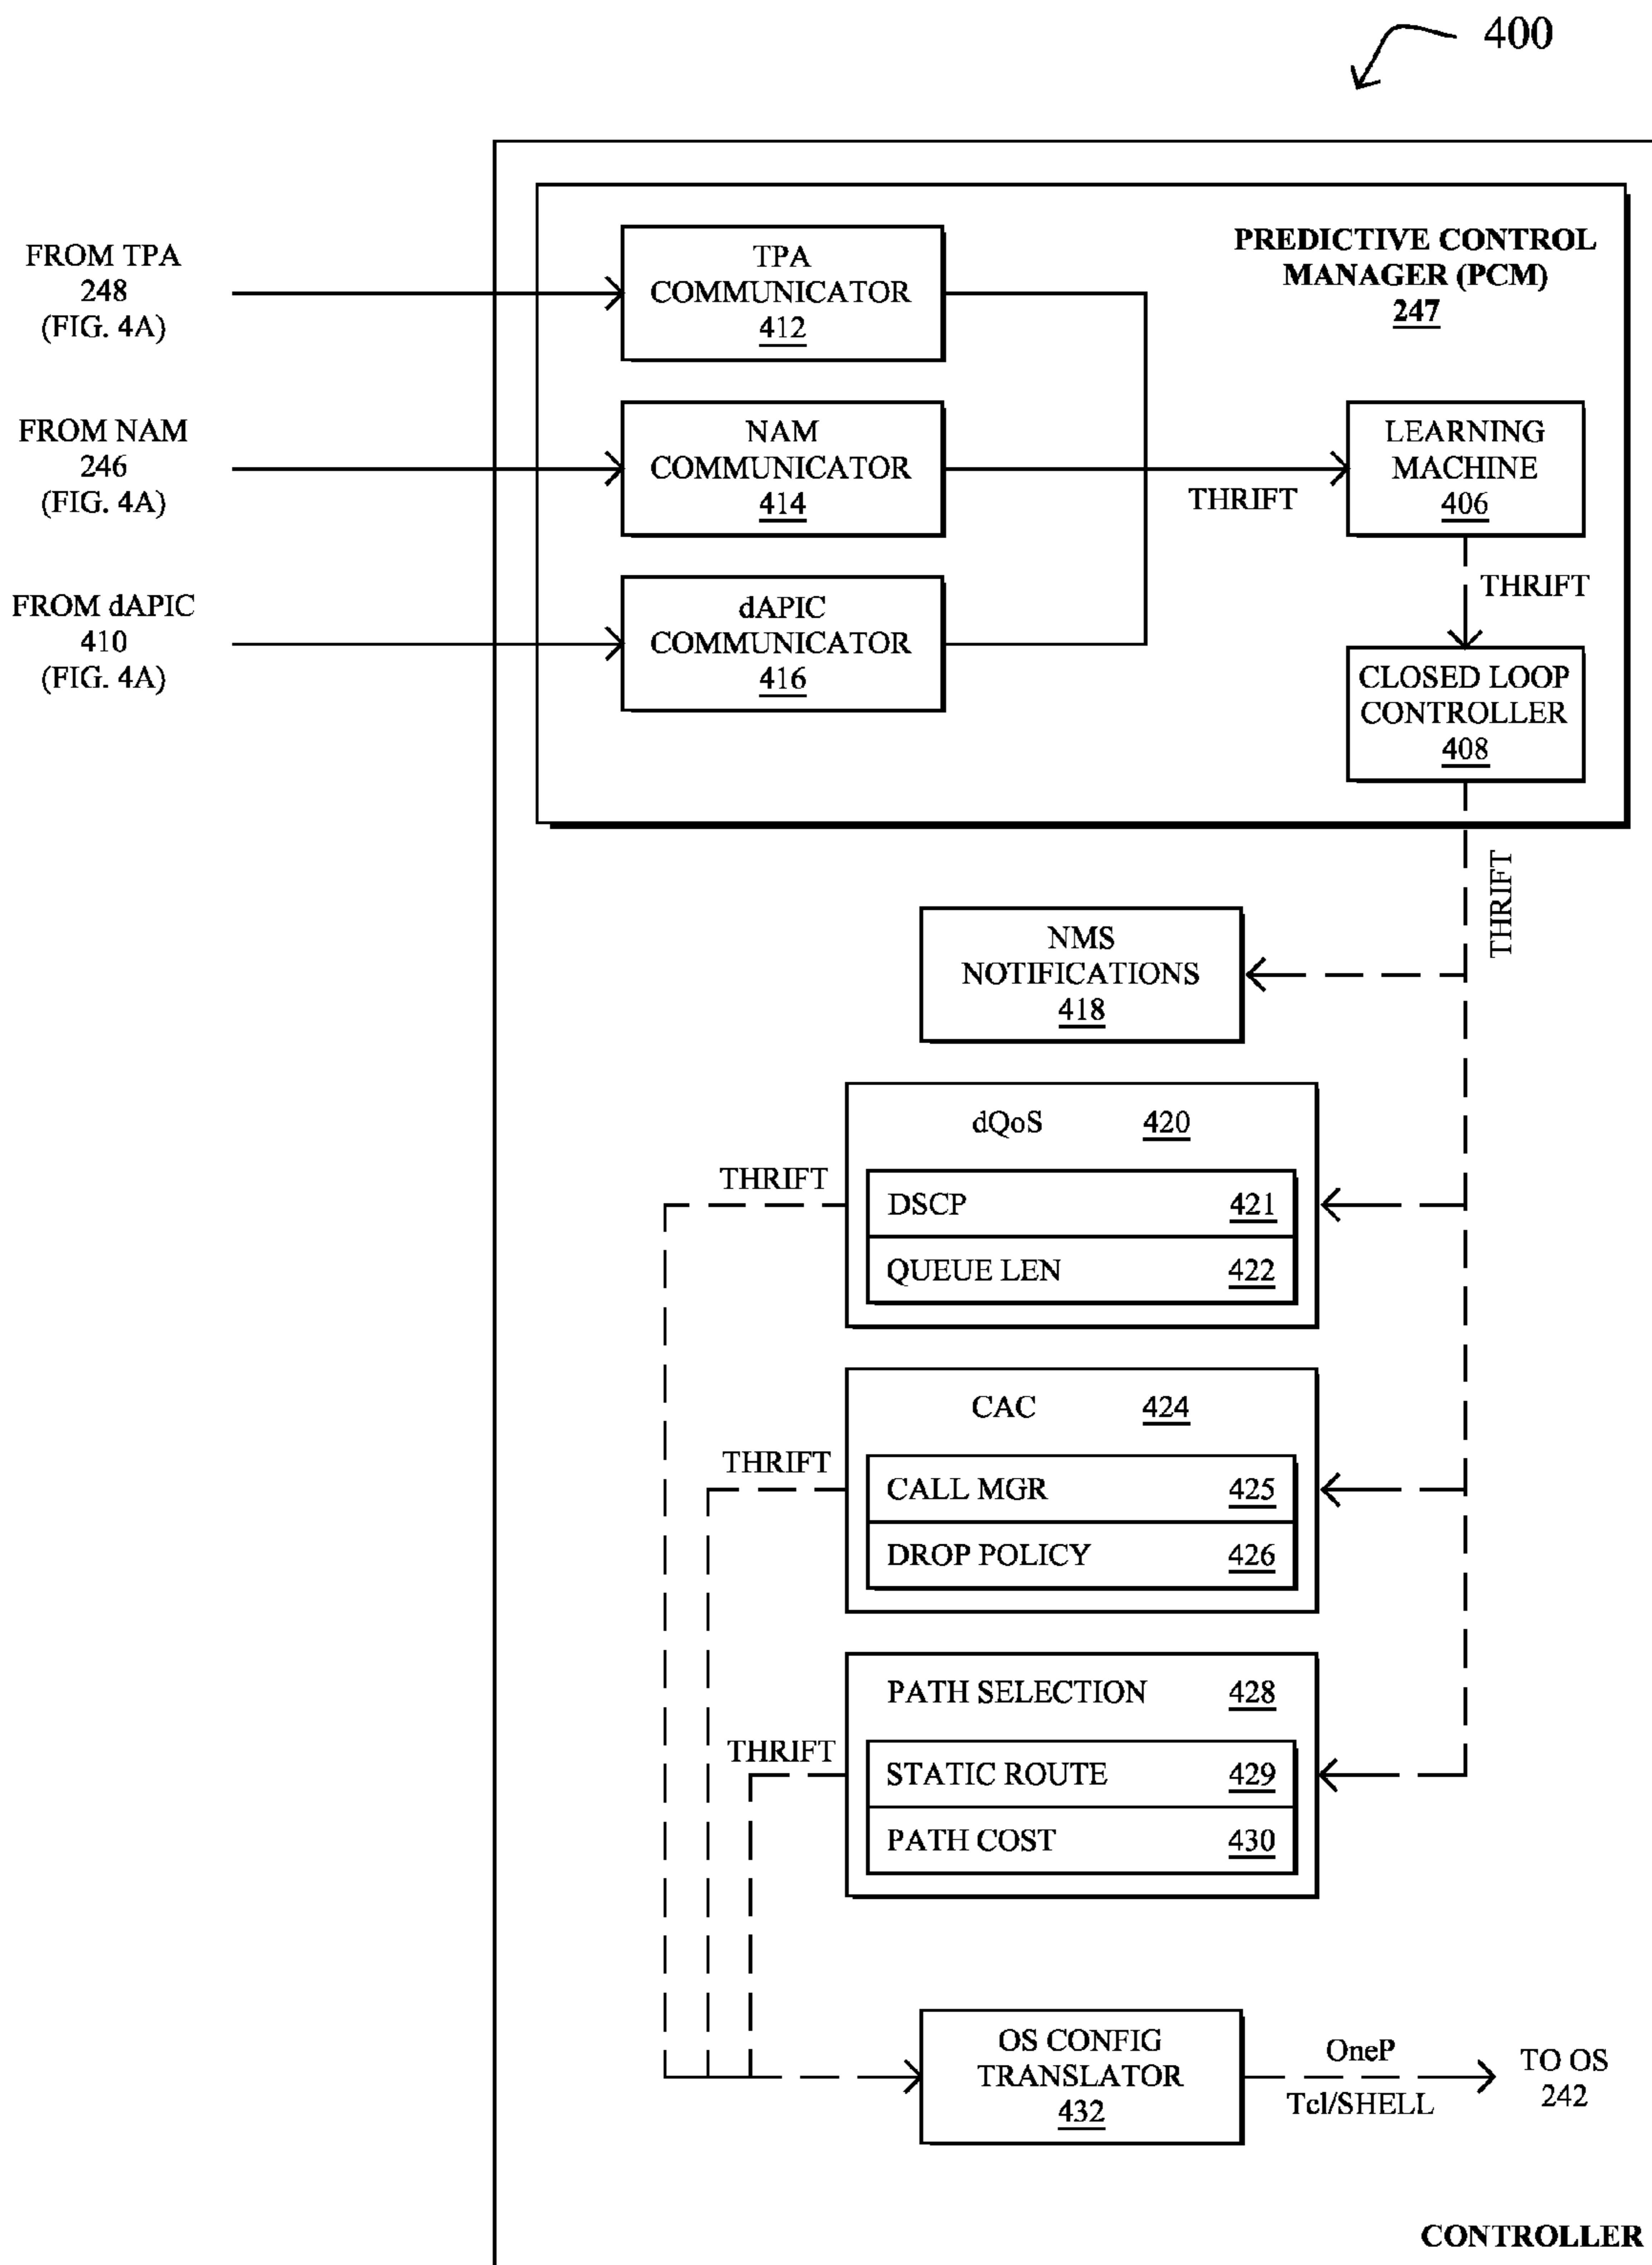 400
FROM TPA
248
(FIG. 4A)
TPA
COMMUNICATOR
412
PREDICTIVE CONTROL
MANAGER (PCM)
247
FROM NAM
246
(FIG. 4A)
NAM
COMMUNICATOR
414
THRIFT
LEARNING
MACHINE
406
THRIFT
FROM dAPIC
410
(FIG. 4A)
dAPIC
COMMUNICATOR
416
CLOSED LOOP
CONTROLLER
408
THRIFT
NMS
NOTIFICATIONS
418
dQoS 420
THRIFT
DSCP 421
QUEUE LEN 422
CAC 424
THRIFT
CALL MGR 425
DROP POLICY 426
PATH SELECTION 428
THRIFT
STATIC ROUTE 429
PATH COST 430
OS CONFIG
TRANSLATOR
432
OneP
Tcl/SHELL
TO OS
242
CONTROLLER